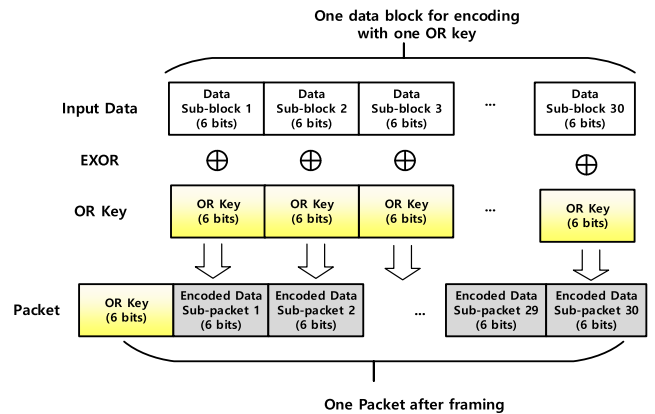 One data block for encoding
with one OR key
Input Data
Data
Sub-block 1
(6 bits)
Data
Sub-block 2
(6 bits)
Data
Sub-block 3
(6 bits)
...
Data
Sub-block 30
(6 bits)
EXOR
OR Key
OR Key
(6 bits)
OR Key
(6 bits)
OR Key
(6 bits)
...
OR Key
(6 bits)
Packet
OR Key
(6 bits)
Encoded Data
Sub-packet 1
(6 bits)
Encoded Data
Sub-packet 2
(6 bits)
...
Encoded Data
Sub-packet 29
(6 bits)
Encoded Data
Sub-packet 30
(6 bits)
One Packet after framing